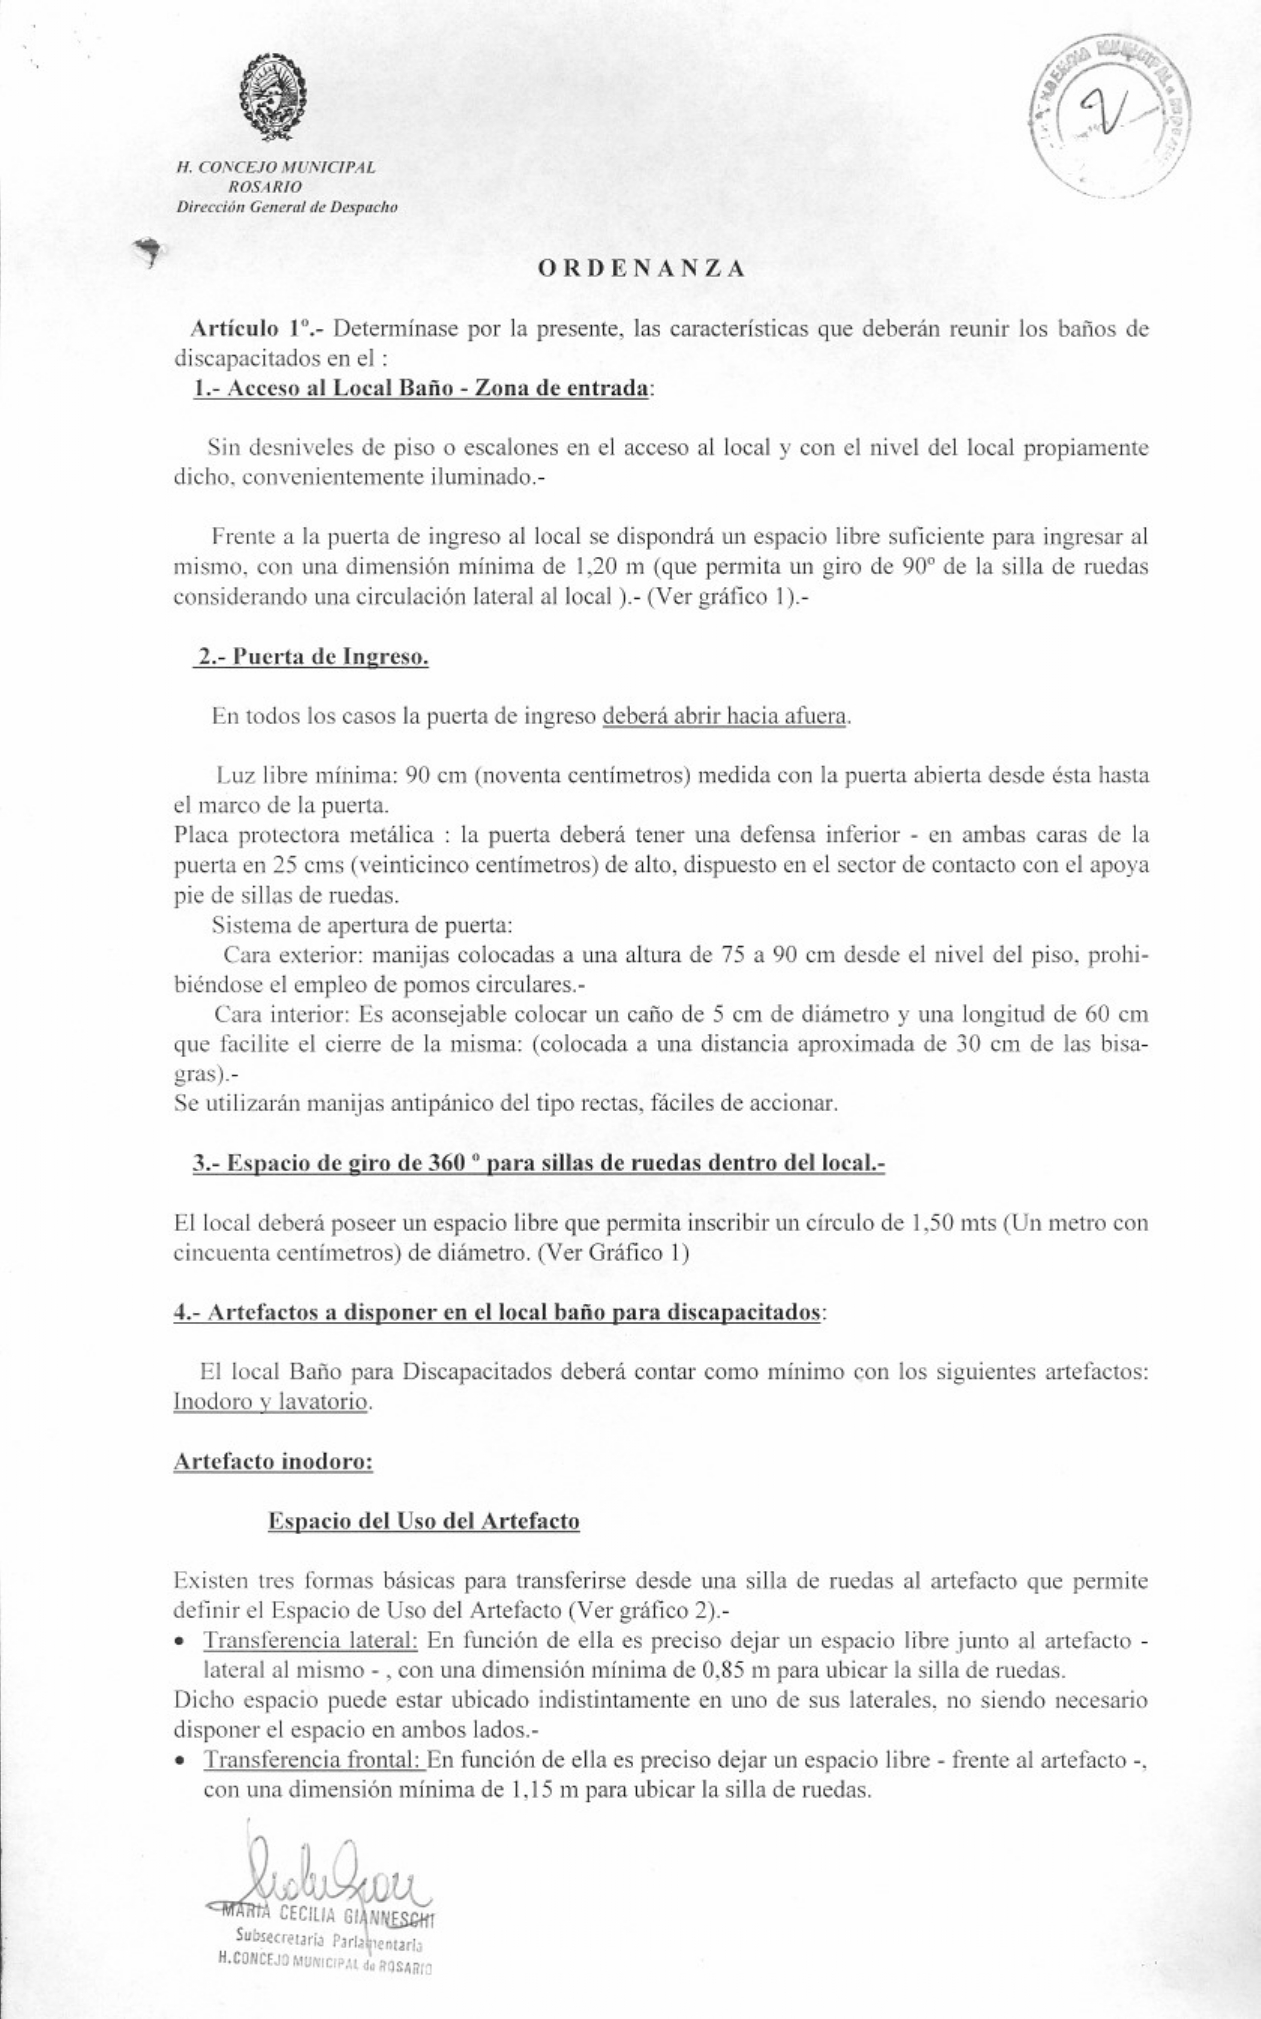 H. CONCEJO MUNICIPAL
ROSARIO
Dirección General de Despacho
2
ORDENANZA
Artículo 1º.- Determínase por la presente, las características que deberán reunir los baños de
discapacitados en el :
1.- Acceso al Local Baño - Zona de entrada:
Sin desniveles de piso o escalones en el acceso al local y con el nivel del local propiamente
dicho, convenientemente iluminado.-
Frente a la puerta de ingreso al local se dispondrá un espacio libre suficiente para ingresar al
mismo, con una dimensión mínima de 1,20 m (que permita un giro de 90º de la silla de ruedas
considerando una circulación lateral al local ).- (Ver gráfico 1).-
2.- Puerta de Ingreso.
En todos los casos la puerta de ingreso deberá abrir hacia afuera.
Luz libre mínima: 90 cm (noventa centímetros) medida con la puerta abierta desde ésta hasta
el marco de la puerta.
Placa protectora metálica : la puerta deberá tener una defensa inferior - en ambas caras de la
puerta en 25 cms (veinticinco centímetros) de alto, dispuesto en el sector de contacto con el apoya
pie de sillas de ruedas.
Sistema de apertura de puerta:
Cara exterior: manijas colocadas a una altura de 75 a 90 cm desde el nivel del piso, prohi-
biéndose el empleo de pomos circulares.-
Cara interior: Es aconsejable colocar un caño de 5 cm de diámetro y una longitud de 60 cm
que facilite el cierre de la misma: (colocada a una distancia aproximada de 30 cm de las bisa-
gras).-
Se utilizarán manijas antipánico del tipo rectas, fáciles de accionar.
3.- Espacio de giro de 360 º para sillas de ruedas dentro del local.-
El local deberá poseer un espacio libre que permita inscribir un círculo de 1,50 mts (Un metro con
cincuenta centímetros) de diámetro. (Ver Gráfico 1)
4.- Artefactos a disponer en el local baño para discapacitados:
El local Baño para Discapacitados deberá contar como mínimo con los siguientes artefactos:
Inodoro y lavatorio.
Artefacto inodoro:
Espacio del Uso del Artefacto
Existen tres formas básicas para transferirse desde una silla de ruedas al artefacto que permite
definir el Espacio de Uso del Artefacto (Ver gráfico 2).-
• Transferencia lateral: En función de ella es preciso dejar un espacio libre junto al artefacto -
lateral al mismo - , con una dimensión mínima de 0,85 m para ubicar la silla de ruedas.
Dicho espacio puede estar ubicado indistintamente en uno de sus laterales, no siendo necesario
disponer el espacio en ambos lados.-
• Transferencia frontal: En función de ella es preciso dejar un espacio libre - frente al artefacto -,
con una dimensión mínima de 1,15 m para ubicar la silla de ruedas.
MARIA CECILIA GIANNESCHI
Subsecretaria Parlamentaria
H.CONCEJO MUNICIPAL de ROSARIO